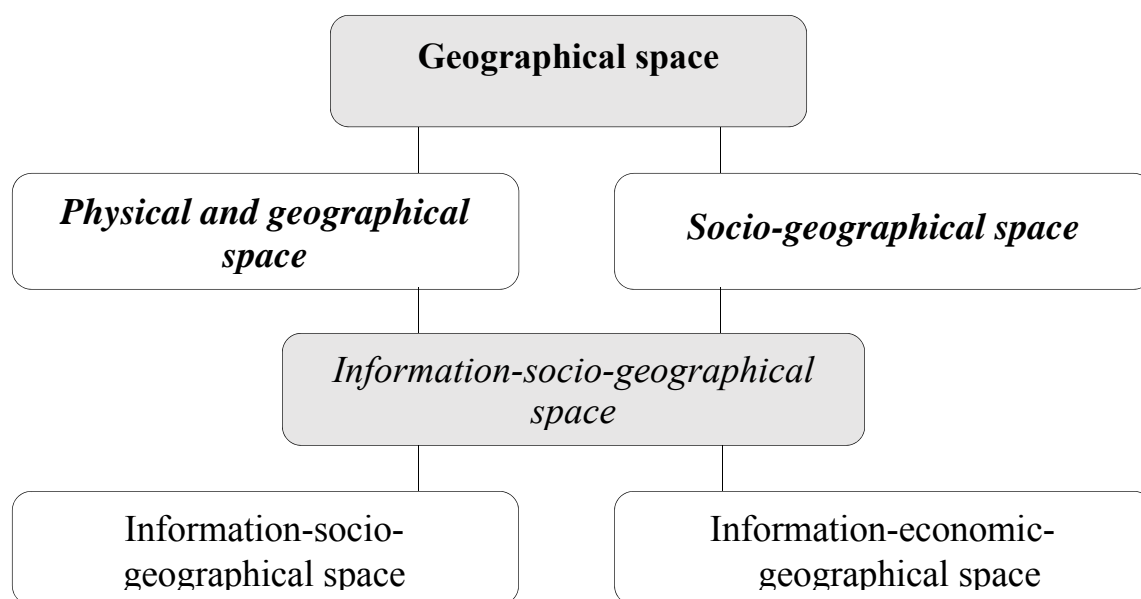 Geographical space
Physical and geographical
space
Socio-geographical space
Information-socio-geographical
space
Information-socio-
geographical space
Information-economic-
geographical space